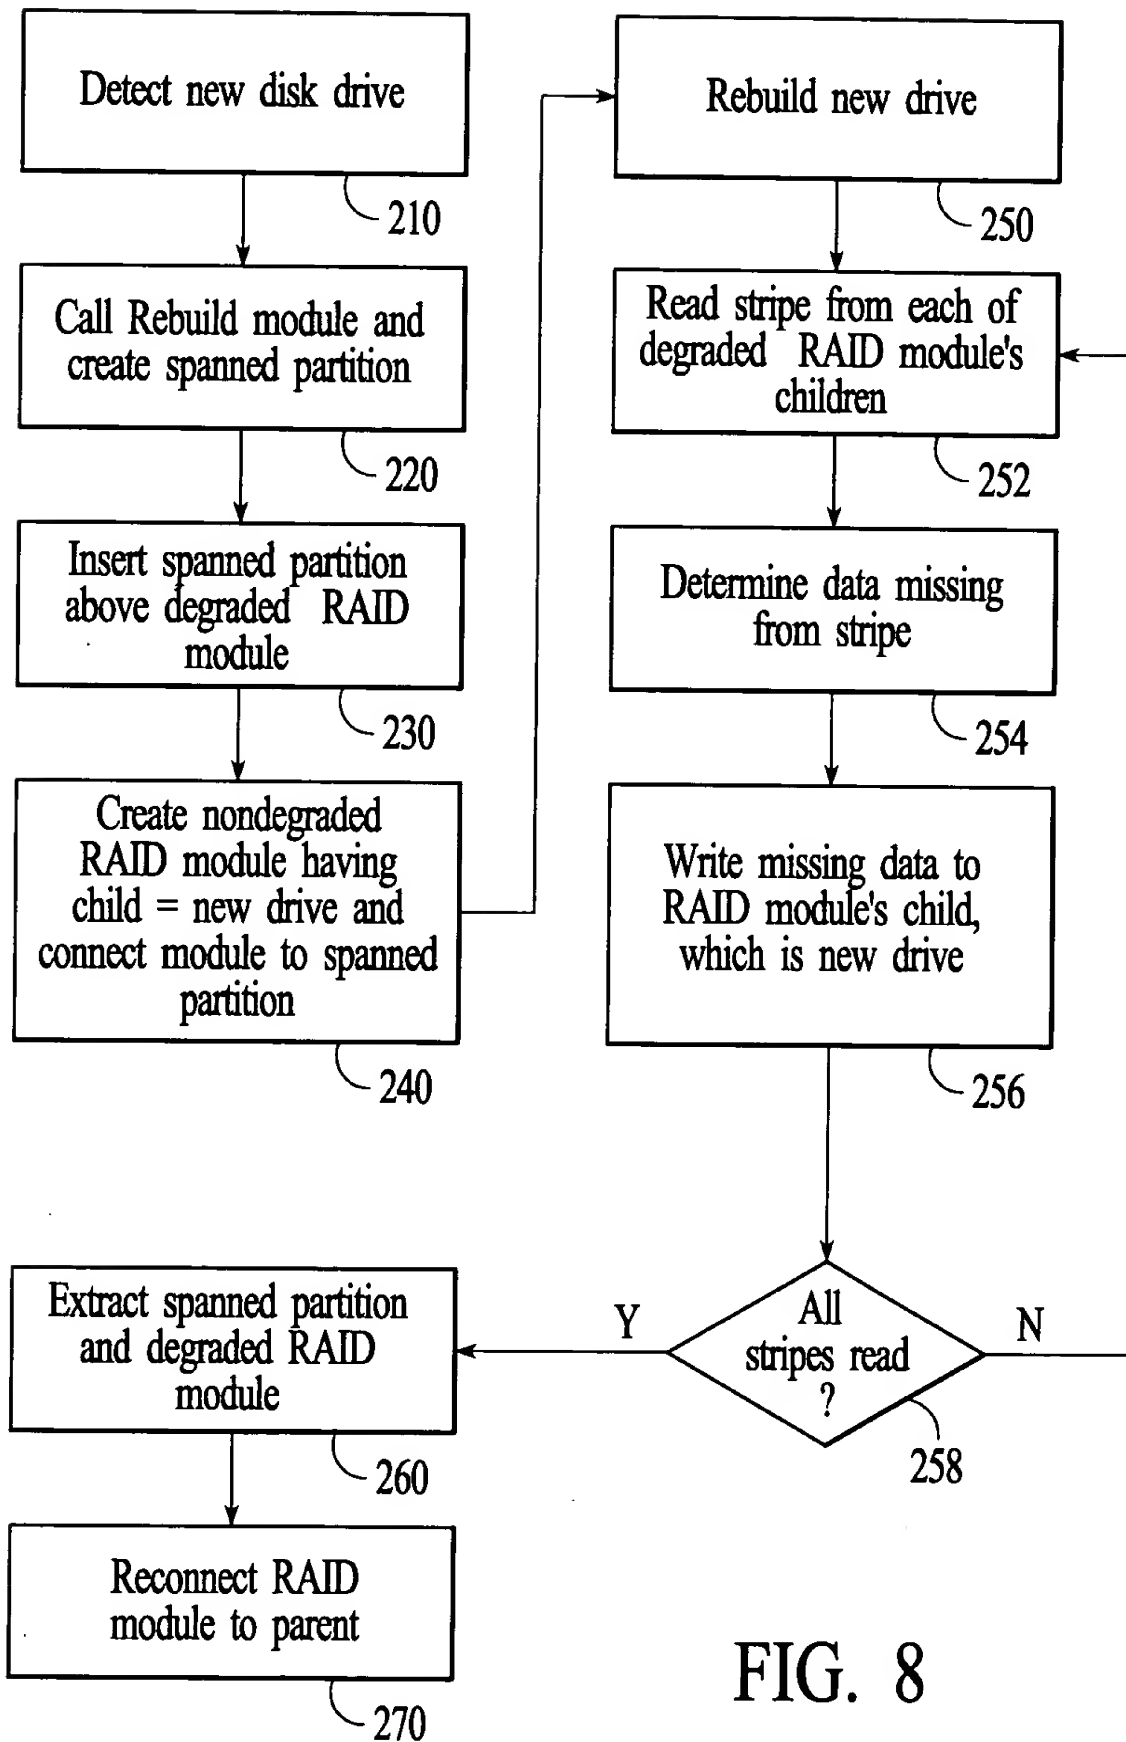 Detect new disk drive
210
Call Rebuild module and
create spanned partition
220
Insert spanned partition
above degraded RAID
module
230
Create nondegraded
RAID module having
child = new drive and
connect module to spanned
partition
240
Rebuild new drive
250
Read stripe from each of
degraded RAID module's
children
252
Determine data missing
from stripe
254
Write missing data to
RAID module's child,
which is new drive
256
All
stripes read
?
258
Y
N
Extract spanned partition
and degraded RAID
module
260
Reconnect RAID
module to parent
270
FIG. 8